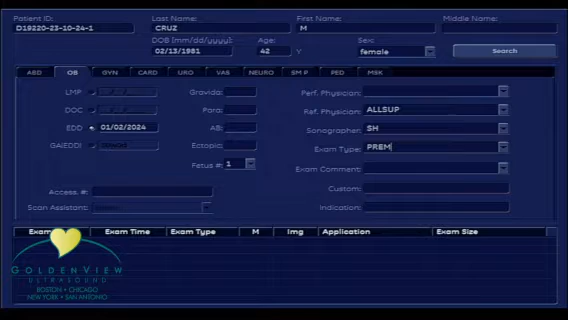 Patient ID: Last Name: First Name: Middle Name:
D19220-23-10-24-1 CRUZ M
DOB [mm/dd/yyyy]: Age: Sex:
02/13/1981 42 Y female Search
ABD OB GYN CARD URO VAS NEURO SM P PED MSK
LMP Gravida: Perf. Physician:
DOC Para: Ref. Physician: ALLSUP
EDD 01/02/2024 AB: Sonographer: SH
GA(EDD) Ectopic: Exam Type: PREM
Fetus #: 1 Exam Comment:
Access. #: Custom:
Scan Assistant: Indication:
Exam Exam Time Exam Type M Img Application Exam Size
GOLDENVIEW
ULTRASOUND
BOSTON • CHICAGO
NEW YORK • SAN ANTONIO